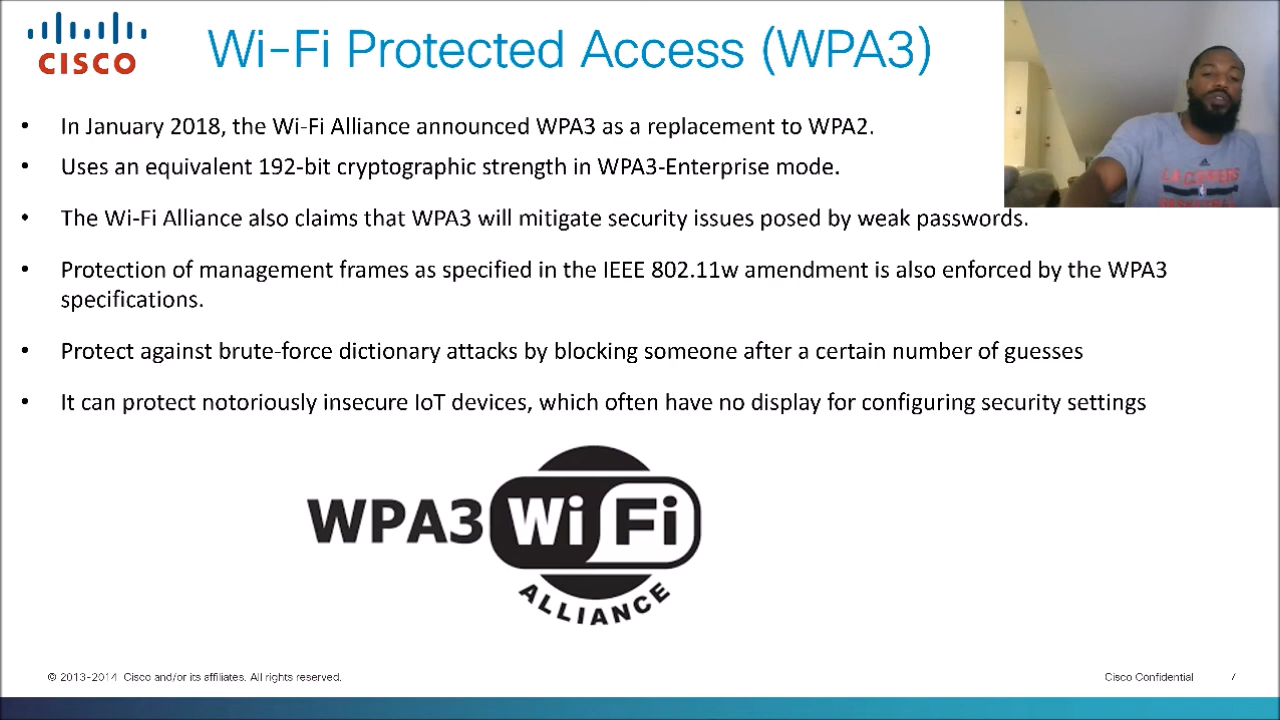 CISCO
Wi-Fi Protected Access (WPA3)
• In January 2018, the Wi-Fi Alliance announced WPA3 as a replacement to WPA2.
• Uses an equivalent 192-bit cryptographic strength in WPA3-Enterprise mode.
• The Wi-Fi Alliance also claims that WPA3 will mitigate security issues posed by weak passwords.
• Protection of management frames as specified in the IEEE 802.11w amendment is also enforced by the WPA3
specifications.
• Protect against brute-force dictionary attacks by blocking someone after a certain number of guesses
• It can protect notoriously insecure IoT devices, which often have no display for configuring security settings
WPA3 Wi Fi
ALLIANCE
© 2013-2014 Cisco and/or its affiliates. All rights reserved.
Cisco Confidential 7